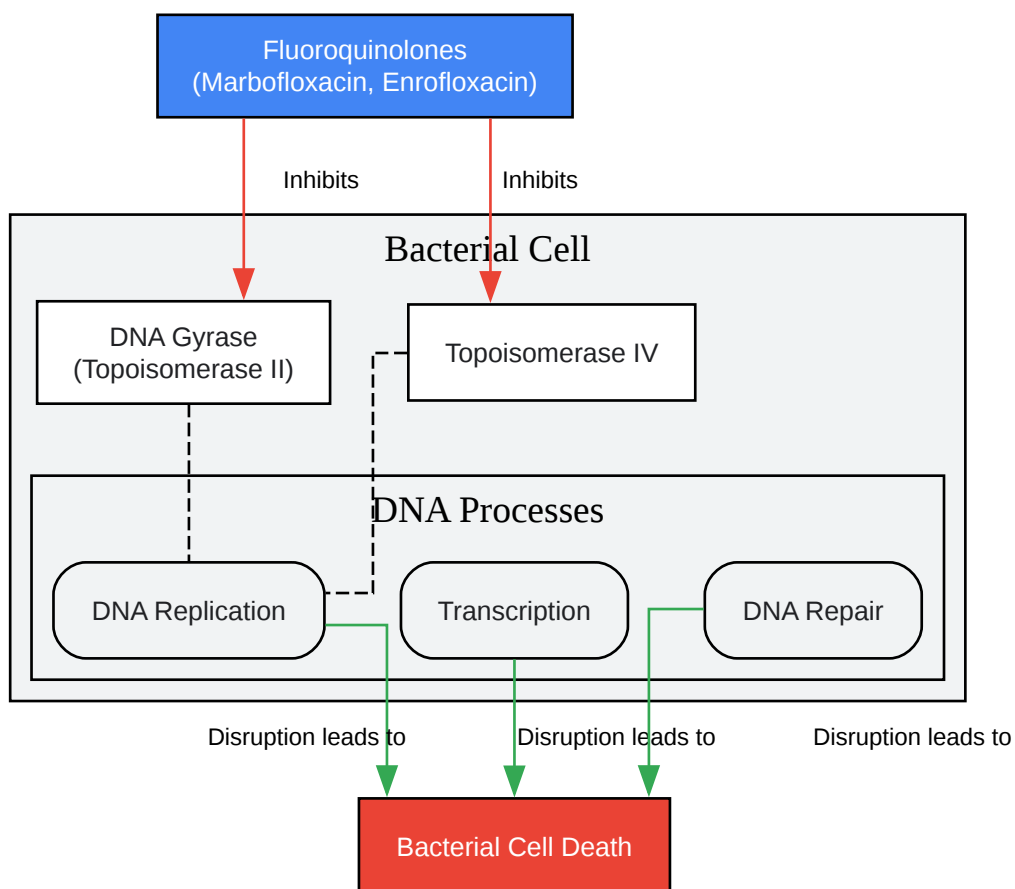 Fluoroquinolones
(Marbofloxacin, Enrofloxacin)
Inhibits
Inhibits
Bacterial Cell
DNA Gyrase
(Topoisomerase II)
Topoisomerase IV
DNA Processes
DNA Replication
Transcription
DNA Repair
Disruption leads to
Disruption leads to
Disruption leads to
Bacterial Cell Death